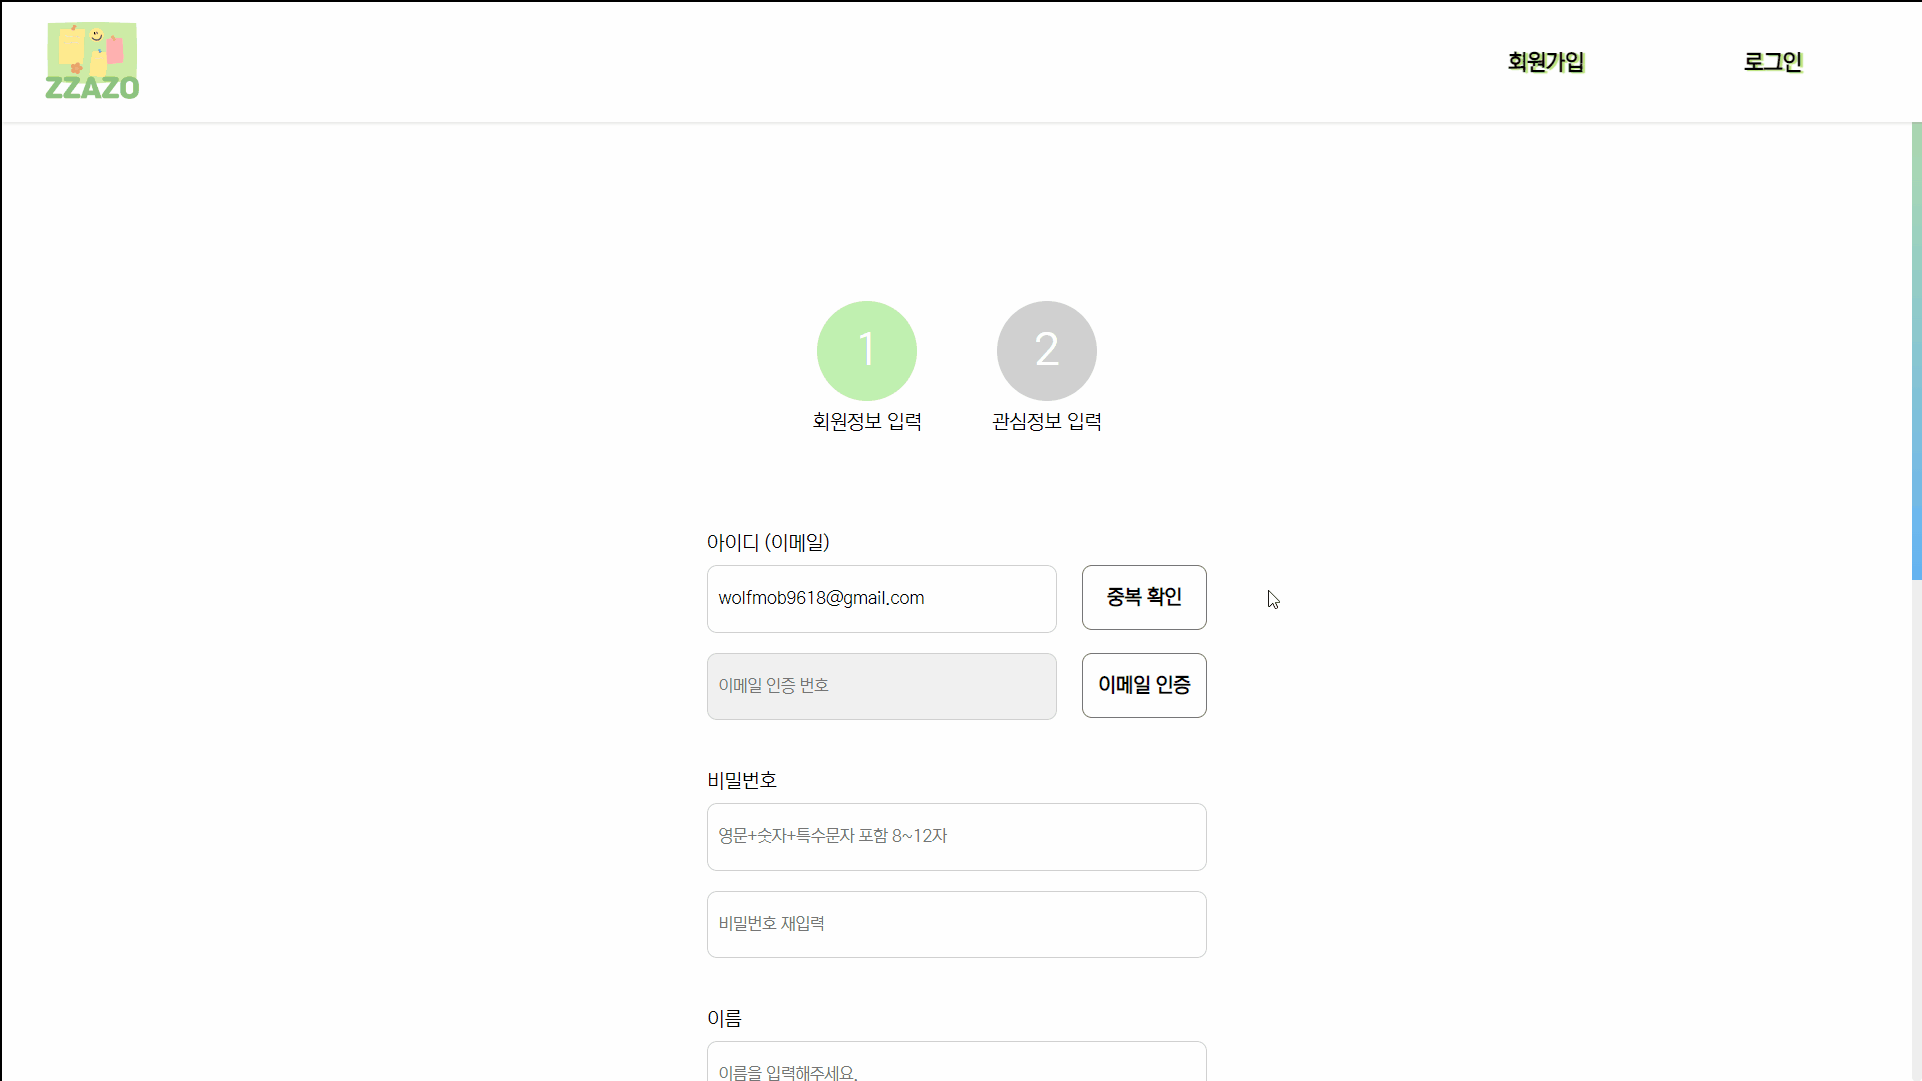 ZZAZO
회원가입
로그인
1
2
회원정보 입력
관심정보 입력
아이디 (이메일)
wolfmob9618@gmail.com
중복 확인
이메일 인증 번호
이메일 인증
비밀번호
영문+숫자+특수문자 포함 8~12자
비밀번호 재입력
이름
이름을 입력해주세요.